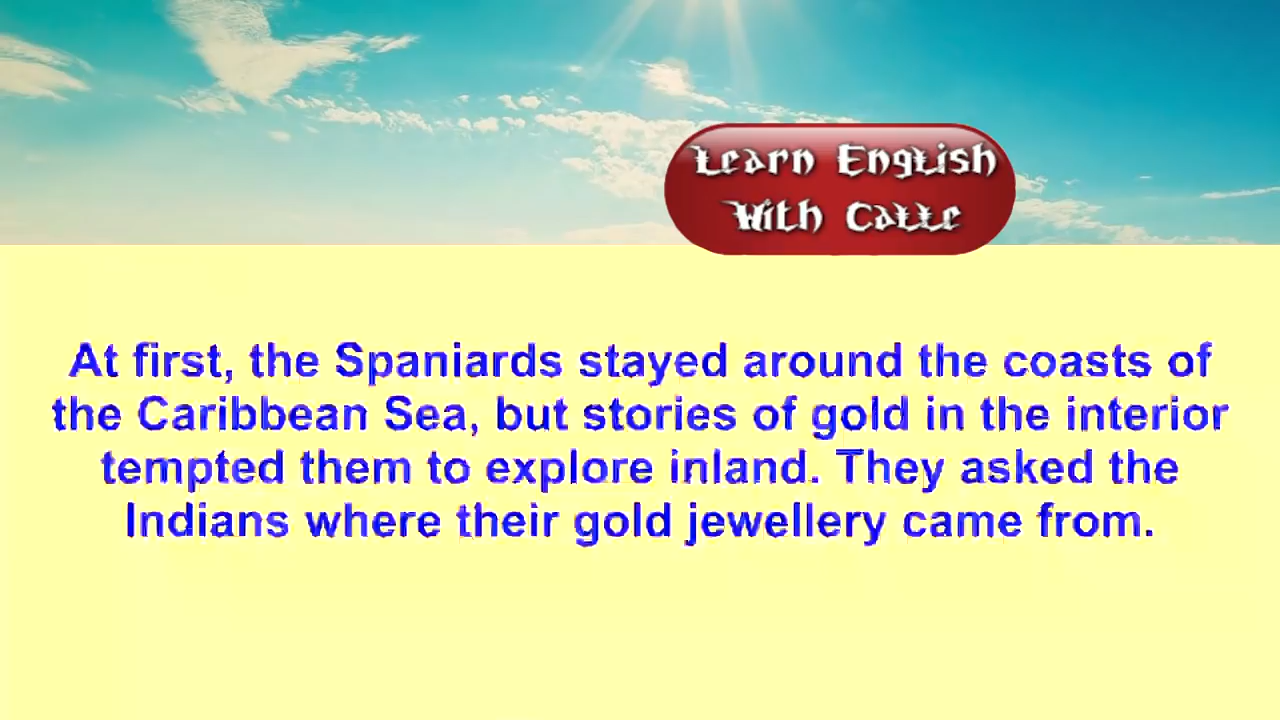 Learn English
With Calle
At first, the Spaniards stayed around the coasts of
the Caribbean Sea, but stories of gold in the interior
tempted them to explore inland. They asked the
Indians where their gold jewellery came from.